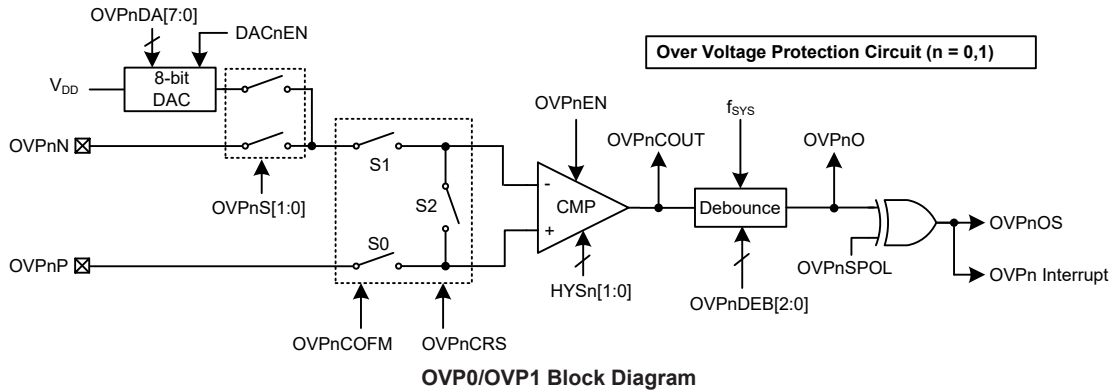 OVPnDA[7:0]
DACnEN
Over Voltage Protection Circuit (n = 0,1)
VDD
8-bit
DAC
OVPnEN
fSYS
OVPnN
OVPnCOUT
OVPnO
S1
OVPnS[1:0]
S2
-
CMP
+
Debounce
OVPnOS
S0
OVPnP
OVPnSPOL
OVPn Interrupt
HYSn[1:0]
OVPnDEB[2:0]
OVPnCOFM
OVPnCRS
OVP0/OVP1 Block Diagram